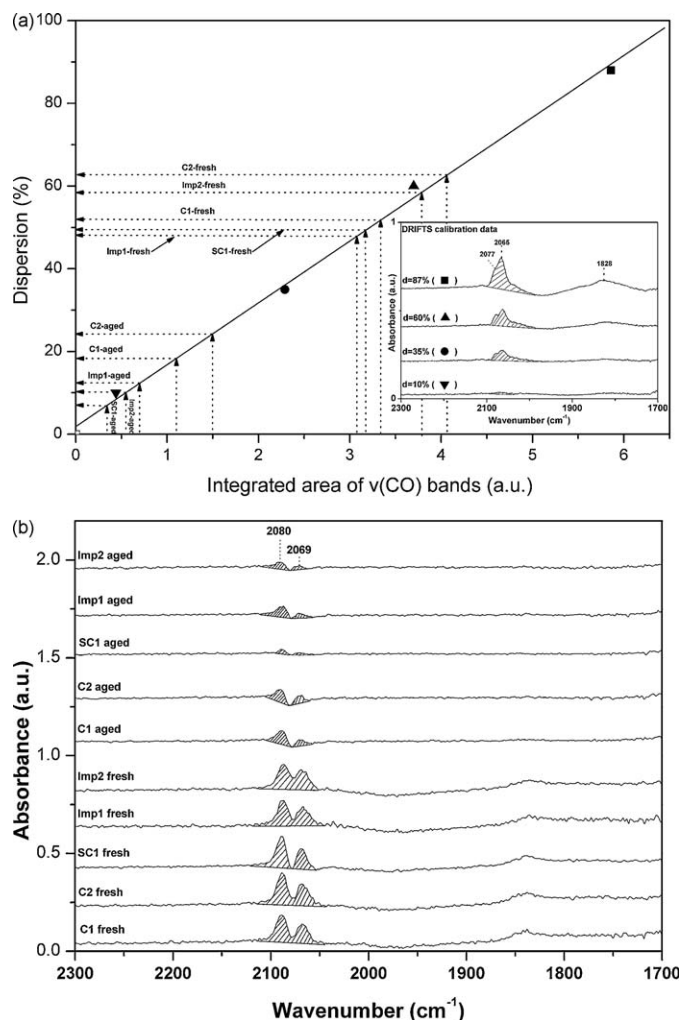 (a)
100
80
60
40
20
0
Dispersion (%)
C2-fresh
Imp2-fresh
C1-fresh
Imp1-fresh
SC1-fresh
C2-aged
C1-aged
Imp1-aged
SC1-aged
Imp2-aged
0 1 2 3 4 5 6
Integrated area of ν(CO) bands (a.u.)
DRIFTS calibration data
1
0
Absorbance (a.u.)
2077
2066
1828
d=87% ( ■ )
d=60% ( ▲ )
d=35% ( ● )
d=10% ( ▼ )
2300 2100 1900 1700
Wavenumber (cm⁻¹)
(b)
2.0
1.5
1.0
0.5
0.0
Absorbance (a.u.)
2080
2069
Imp2 aged
Imp1 aged
SC1 aged
C2 aged
C1 aged
Imp2 fresh
Imp1 fresh
SC1 fresh
C2 fresh
C1 fresh
2300 2200 2100 2000 1900 1800 1700
Wavenumber (cm⁻¹)